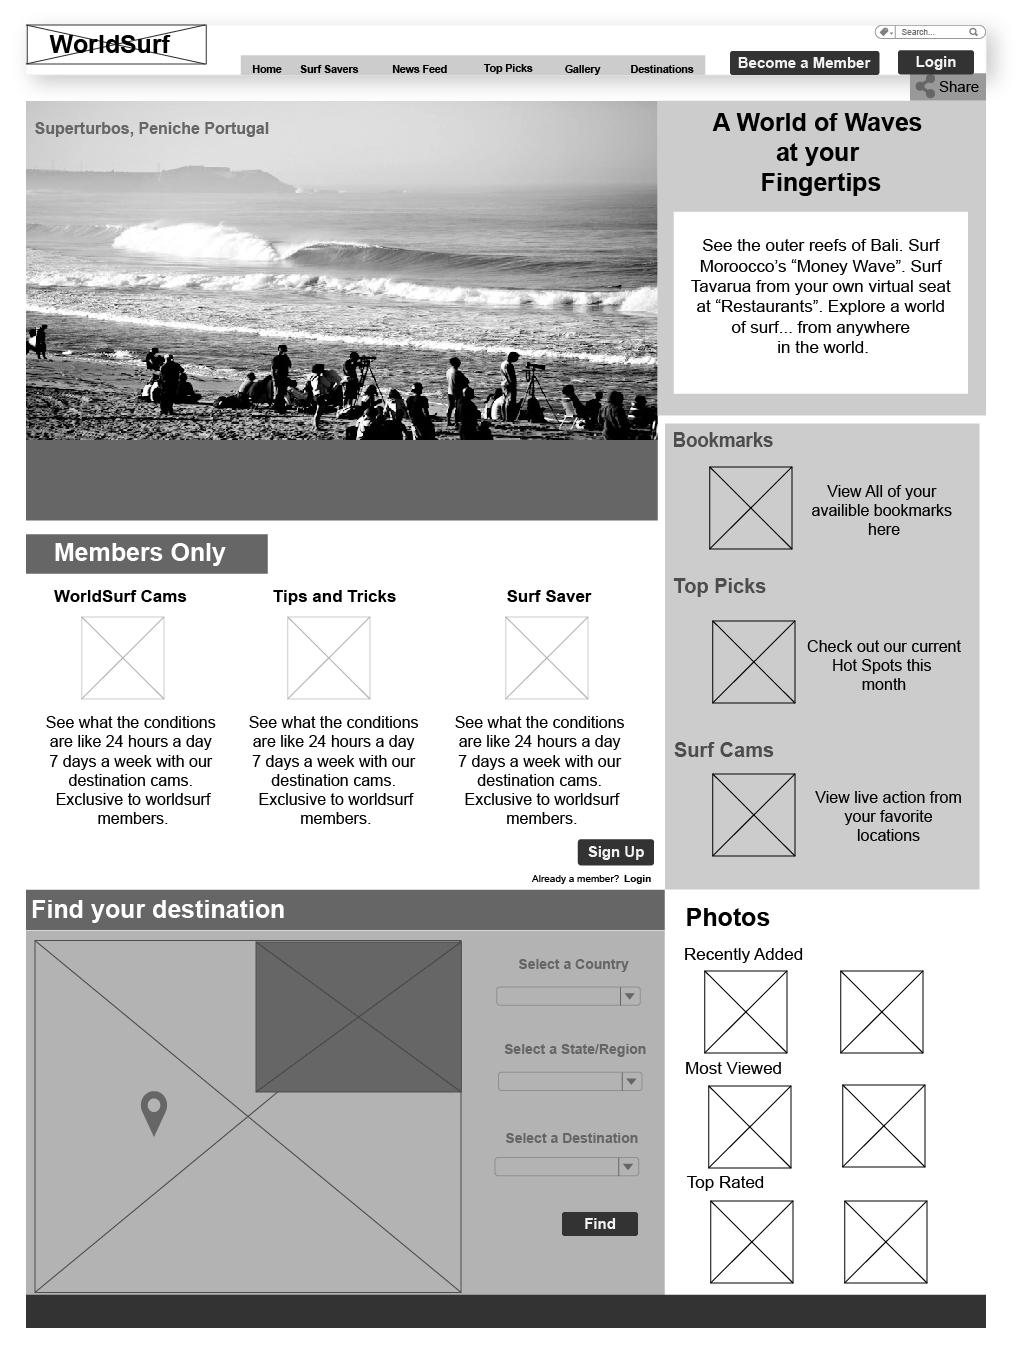 WorldSurf
Search...
Home Surf Savers News Feed Top Picks Gallery Destinations
Become a Member
Login
Share
Superturbos, Peniche Portugal
A World of Waves
at your
Fingertips
See the outer reefs of Bali. Surf
Moroocco’s “Money Wave”. Surf
Tavarua from your own virtual seat
at “Restaurants”. Explore a world
of surf... from anywhere
in the world.
Bookmarks
View All of your
availible bookmarks
here
Top Picks
Check out our current
Hot Spots this
month
Surf Cams
View live action from
your favorite
locations
Members Only
WorldSurf Cams
See what the conditions
are like 24 hours a day
7 days a week with our
destination cams.
Exclusive to worldsurf
members.
Tips and Tricks
See what the conditions
are like 24 hours a day
7 days a week with our
destination cams.
Exclusive to worldsurf
members.
Surf Saver
See what the conditions
are like 24 hours a day
7 days a week with our
destination cams.
Exclusive to worldsurf
members.
Sign Up
Already a member? Login
Find your destination
Select a Country
Select a State/Region
Select a Destination
Find
Photos
Recently Added
Most Viewed
Top Rated